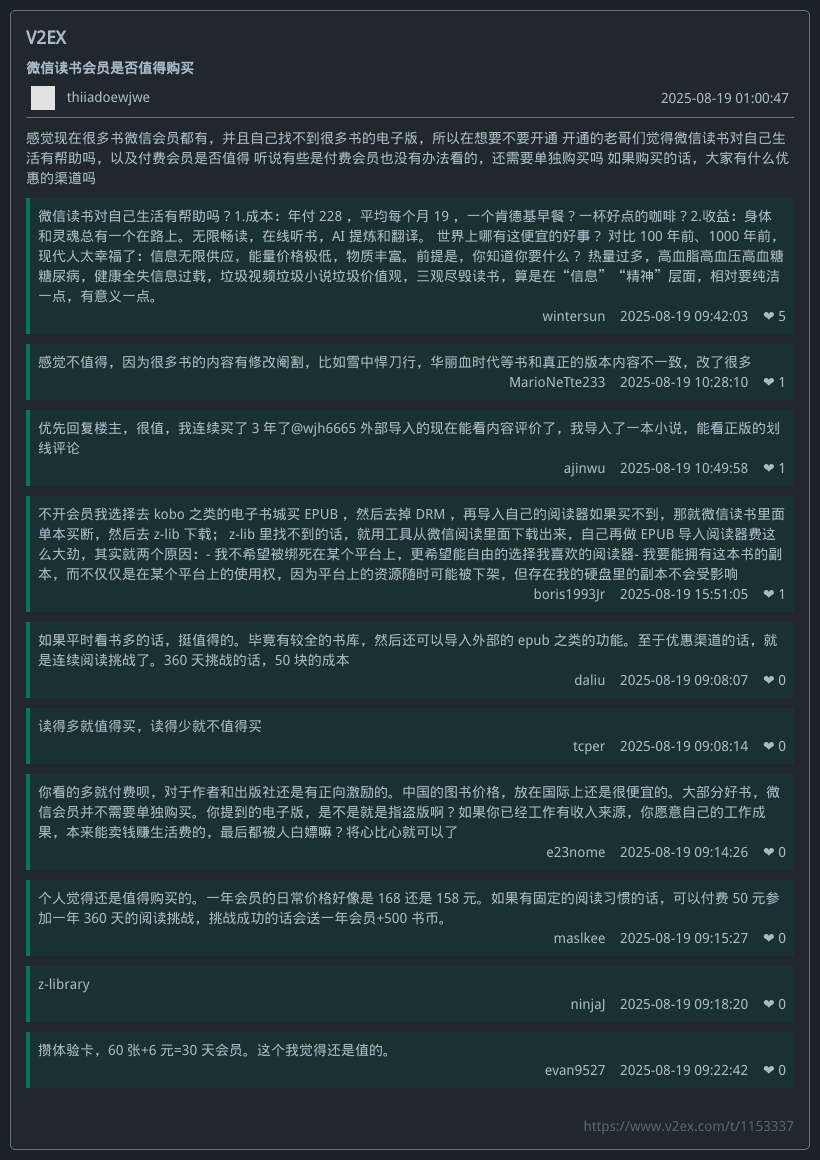 V2EX
微信读书会员是否值得购买
thiiadoewjwe 2025-08-19 01:00:47
感觉现在很多书微信会员都有，并且自己找不到很多书的电子版，所以在想要不要开通 开通的老哥们觉得微信读书对自己生
活有帮助吗，以及付费会员是否值得 听说有些是付费会员也没有办法看的，还需要单独购买吗 如果购买的话，大家有什么优
惠的渠道吗
微信读书对自己生活有帮助吗？1.成本：年付 228 ，平均每个月 19 ，一个肯德基早餐？一杯好点的咖啡？2.收益：身体
和灵魂总有一个在路上。无限畅读，在线听书，AI 提炼和翻译。 世界上哪有这便宜的好事？ 对比 100 年前、1000 年前，
现代人太幸福了：信息无限供应，能量价格极低，物质丰富。前提是，你知道你要什么？ 热量过多，高血脂高血压高血糖
糖尿病，健康全失信息过载，垃圾视频垃圾小说垃圾价值观，三观尽毁读书，算是在“信息” “精神”层面，相对要纯洁
一点，有意义一点。
wintersun 2025-08-19 09:42:03 ❤ 5
感觉不值得，因为很多书的内容有修改阉割，比如雪中悍刀行，华丽血时代等书和真正的版本内容不一致，改了很多
MarioNeTte233 2025-08-19 10:28:10 ❤ 1
优先回复楼主，很值，我连续买了 3 年了@wjh6665 外部导入的现在能看内容评价了，我导入了一本小说，能看正版的划
线评论
ajinwu 2025-08-19 10:49:58 ❤ 1
不开会员我选择去 kobo 之类的电子书城买 EPUB ，然后去掉 DRM ，再导入自己的阅读器如果买不到，那就微信读书里面
单本买断，然后去 z-lib 下载； z-lib 里找不到的话，就用工具从微信阅读里面下载出来，自己再做 EPUB 导入阅读器费这
么大劲，其实就两个原因：- 我不希望被绑死在某个平台上，更希望能自由的选择我喜欢的阅读器- 我要能拥有这本书的副
本，而不仅仅是在某个平台上的使用权，因为平台上的资源随时可能被下架，但存在我的硬盘里的副本不会受影响
boris1993Jr 2025-08-19 15:51:05 ❤ 1
如果平时看书多的话，挺值得的。毕竟有较全的书库，然后还可以导入外部的 epub 之类的功能。至于优惠渠道的话，就
是连续阅读挑战了。360 天挑战的话，50 块的成本
daliu 2025-08-19 09:08:07 ❤ 0
读得多就值得买，读得少就不值得买
tcper 2025-08-19 09:08:14 ❤ 0
你看的多就付费呗，对于作者和出版社还是有正向激励的。中国的图书价格，放在国际上还是很便宜的。大部分好书，微
信会员并不需要单独购买。你提到的电子版，是不是就是指盗版啊？如果你已经工作有收入来源，你愿意自己的工作成
果，本来能卖钱赚生活费的，最后都被人白嫖嘛？将心比心就可以了
e23nome 2025-08-19 09:14:26 ❤ 0
个人觉得还是值得购买的。一年会员的日常价格好像是 168 还是 158 元。如果有固定的阅读习惯的话，可以付费 50 元参
加一年 360 天的阅读挑战，挑战成功的话会送一年会员+500 书币。
maslkee 2025-08-19 09:15:27 ❤ 0
z-library
ninjaJ 2025-08-19 09:18:20 ❤ 0
攒体验卡，60 张+6 元=30 天会员。这个我觉得还是值的。
evan9527 2025-08-19 09:22:42 ❤ 0
https://www.v2ex.com/t/1153337